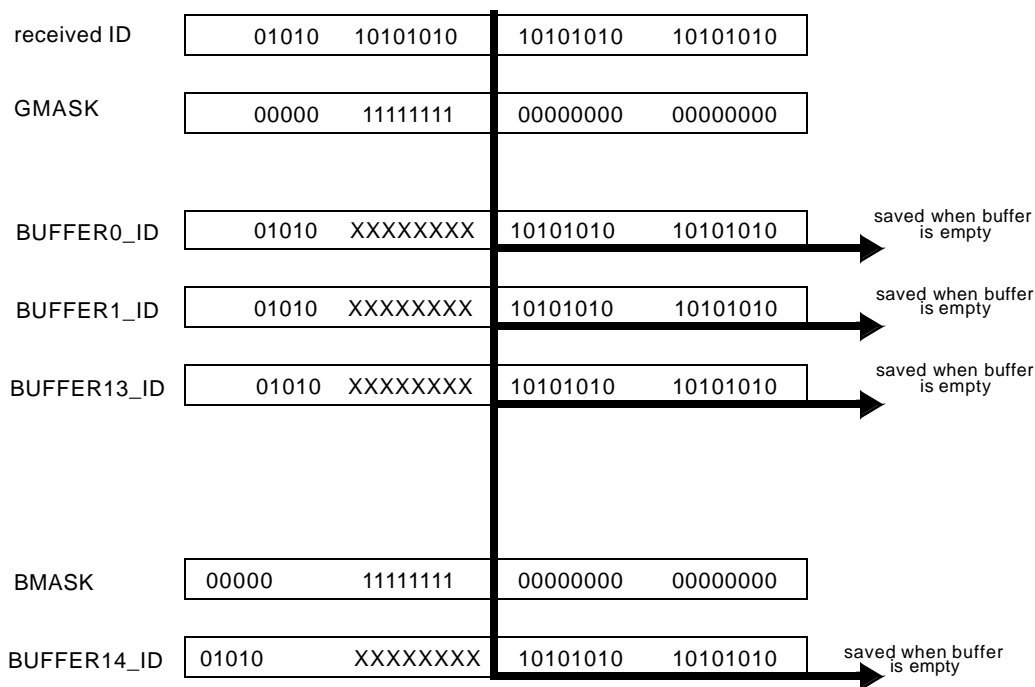 received ID 01010 10101010 10101010 10101010
GMASK 00000 11111111 00000000 00000000
BUFFER0_ID 01010 XXXXXXXX 10101010 10101010
saved when buffer
is empty
BUFFER1_ID 01010 XXXXXXXX 10101010 10101010
saved when buffer
is empty
BUFFER13_ID 01010 XXXXXXXX 10101010 10101010
saved when buffer
is empty
BMASK 00000 11111111 00000000 00000000
BUFFER14_ID 01010 XXXXXXXX 10101010 10101010
saved when buffer
is empty